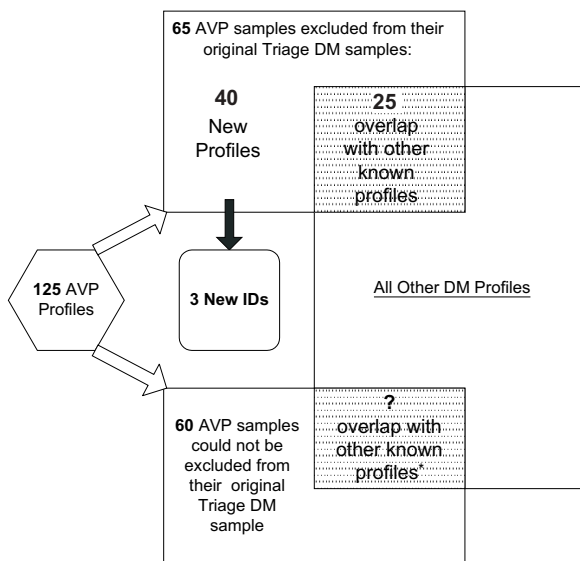 65 AVP samples excluded from their
original Triage DM samples:
40
New
Profiles
25
overlap
with other
known
profiles
125 AVP
Profiles
3 New IDs
All Other DM Profiles
60 AVP samples
could not be
excluded from
their original
Triage DM
sample
?
overlap with
other known
profiles*